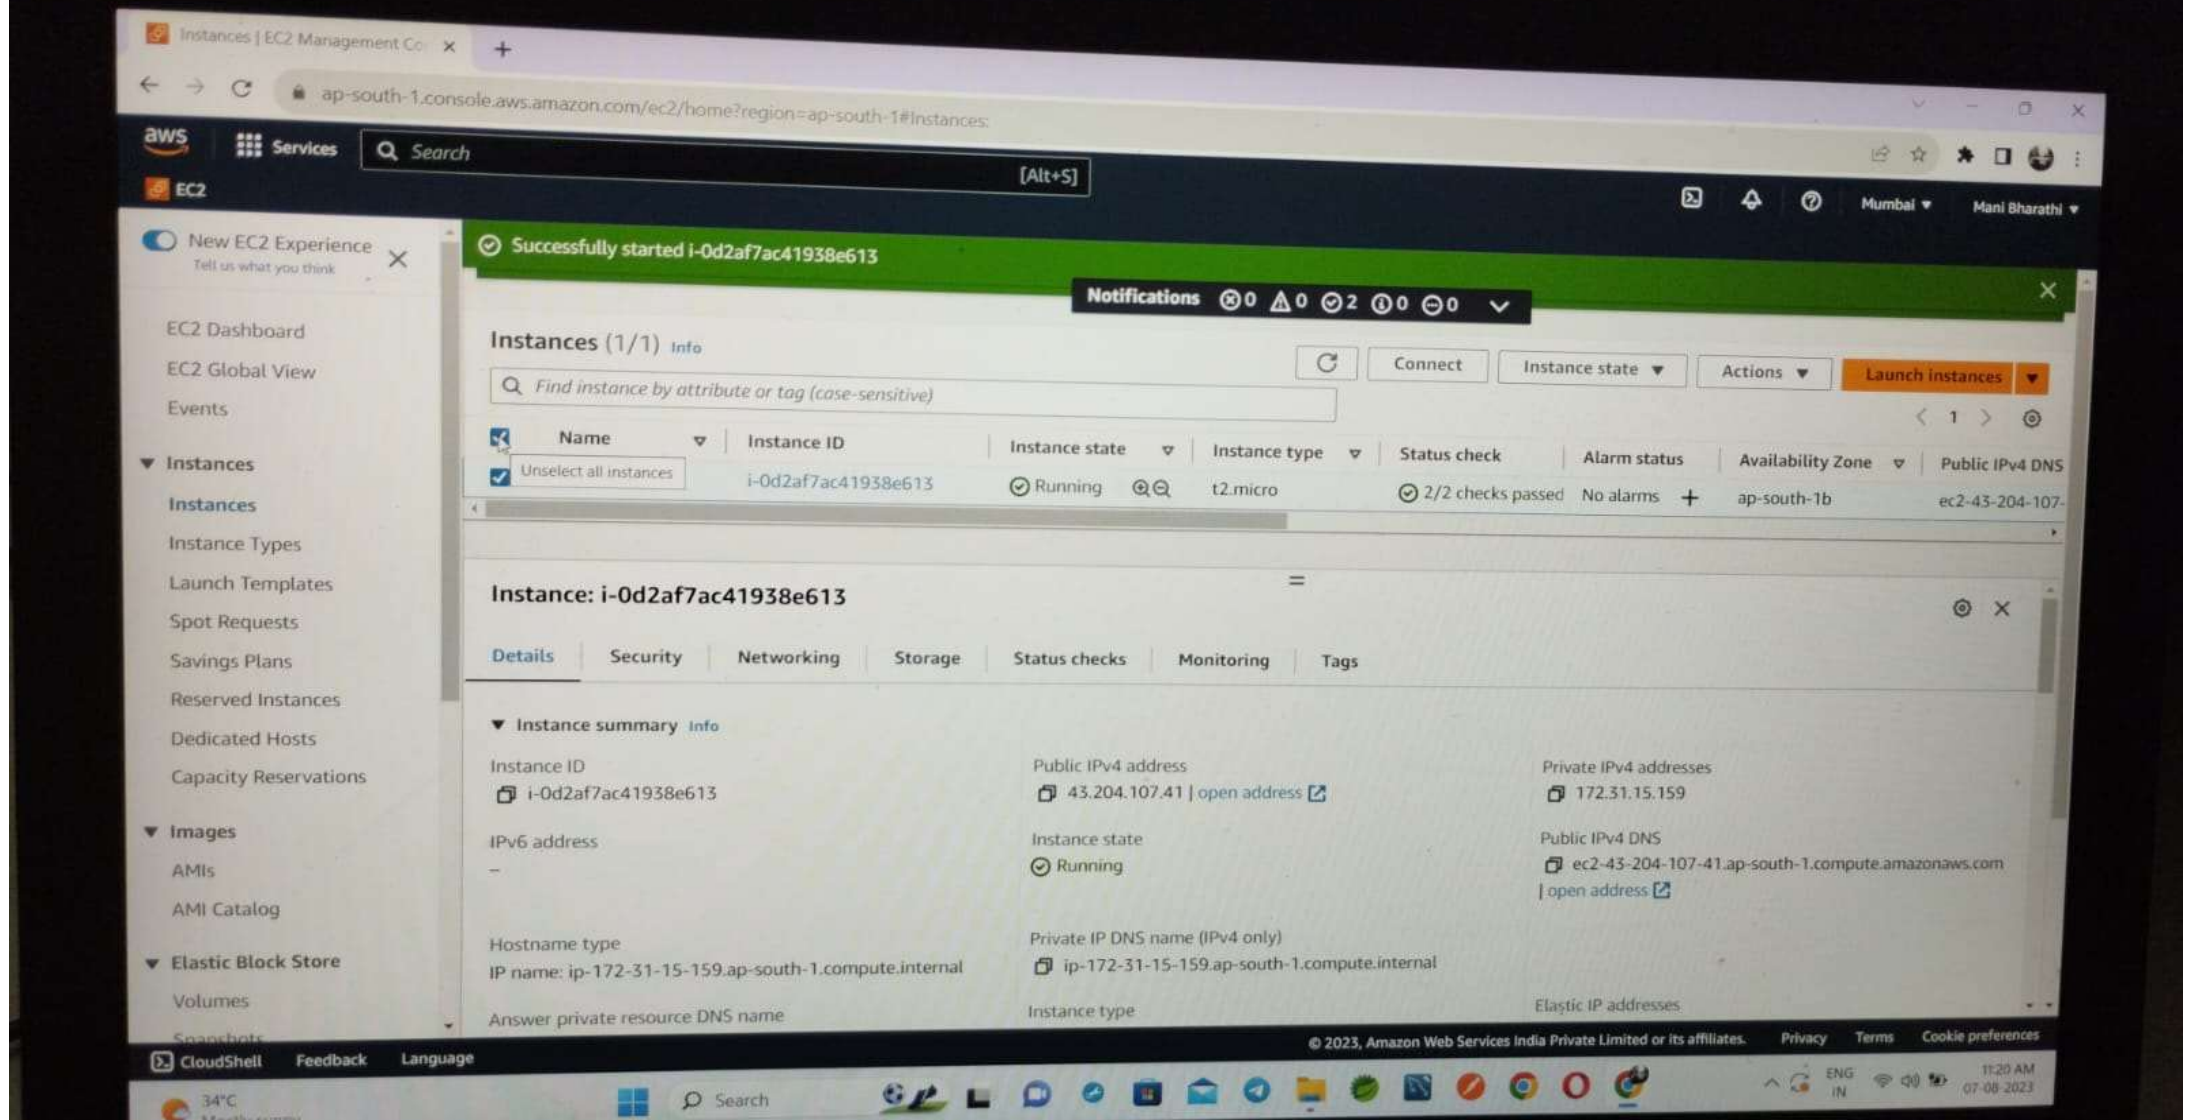 Instances | EC2 Management Co
ap-south-1.console.aws.amazon.com/ec2/home?region=ap-south-1#Instances:
aws Services Search [Alt+S]
Mumbai Mani Bharathi
EC2
New EC2 Experience
Tell us what you think
EC2 Dashboard
EC2 Global View
Events
Instances
Instances
Instance Types
Launch Templates
Spot Requests
Savings Plans
Reserved Instances
Dedicated Hosts
Capacity Reservations
Images
AMIs
AMI Catalog
Elastic Block Store
Volumes
Snapshots
Successfully started i-0d2af7ac41938e613
Notifications 0 0 2 0 0
Instances (1/1) Info
Connect Instance state Actions Launch instances
Find instance by attribute or tag (case-sensitive)
1
Name Instance ID Instance state Instance type Status check Alarm status Availability Zone Public IPv4 DNS
Unselect all instances
i-0d2af7ac41938e613 Running t2.micro 2/2 checks passed No alarms + ap-south-1b ec2-43-204-107-
Instance: i-0d2af7ac41938e613
Details Security Networking Storage Status checks Monitoring Tags
Instance summary Info
Instance ID Public IPv4 address Private IPv4 addresses
i-0d2af7ac41938e613 43.204.107.41 | open address 172.31.15.159
IPv6 address Instance state Public IPv4 DNS
– Running ec2-43-204-107-41.ap-south-1.compute.amazonaws.com
| open address
Hostname type Private IP DNS name (IPv4 only)
IP name: ip-172-31-15-159.ap-south-1.compute.internal ip-172-31-15-159.ap-south-1.compute.internal
Answer private resource DNS name Instance type Elastic IP addresses
CloudShell Feedback Language © 2023, Amazon Web Services India Private Limited or its affiliates. Privacy Terms Cookie preferences
34°C Search ENG 11:20 AM
IN 07-08-2023